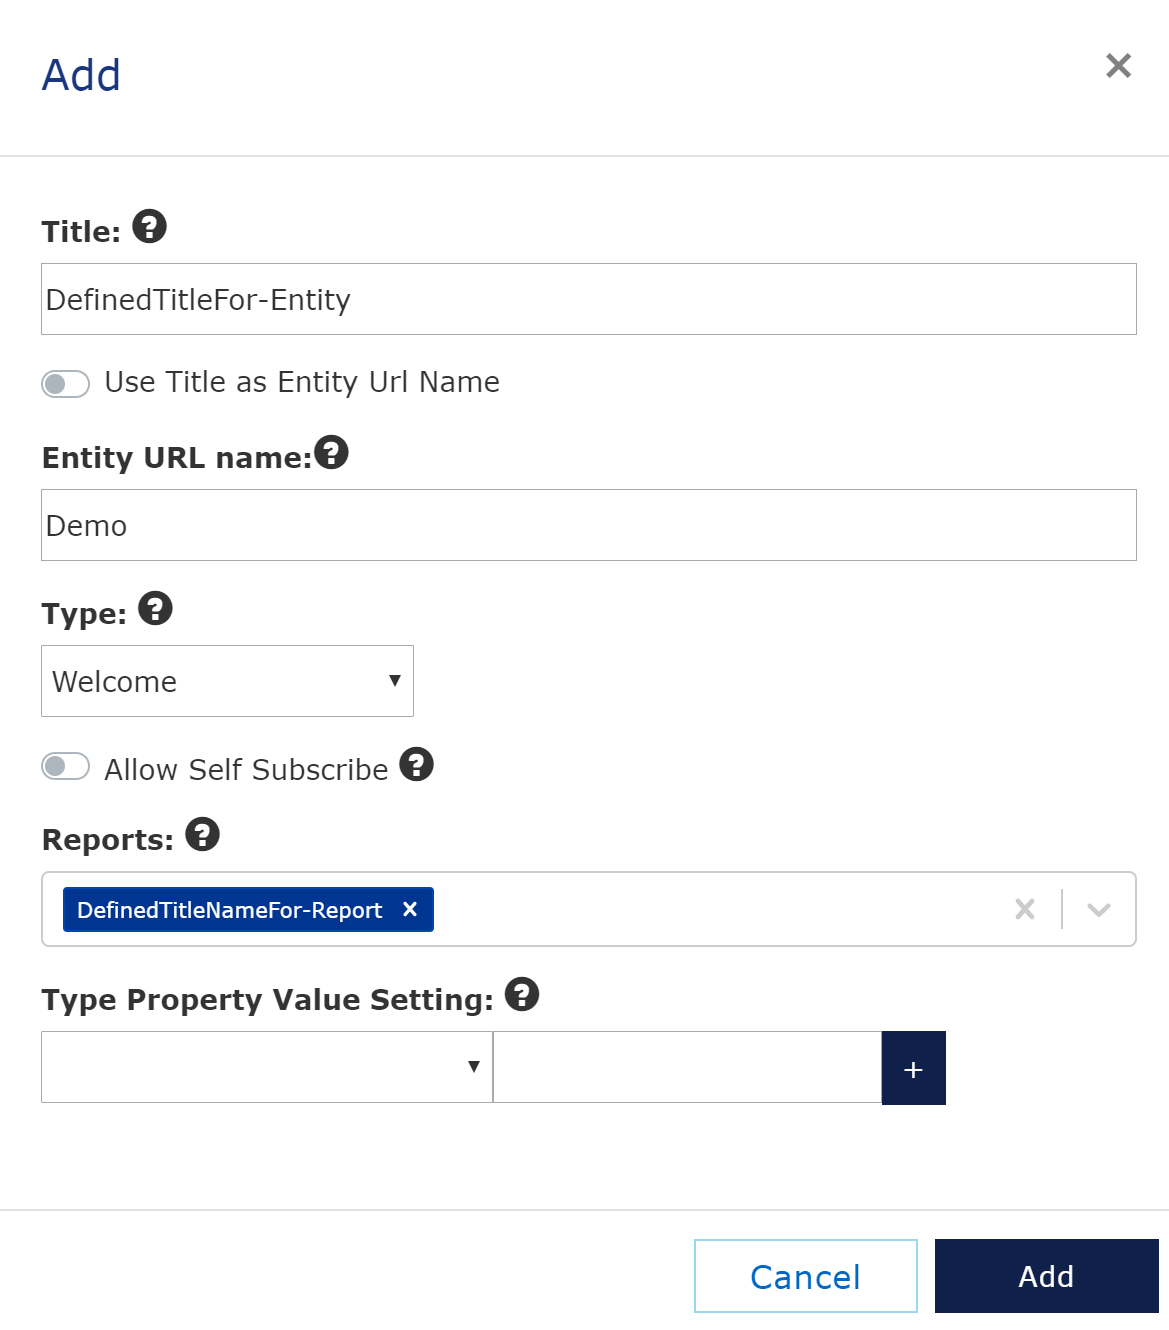 Add
Title:
DefinedTitleFor-Entity
Use Title as Entity Url Name
Entity URL name:
Demo
Type:
Welcome
Allow Self Subscribe
Reports:
DefinedTitleNameFor-Report
Type Property Value Setting:
+
Cancel Add